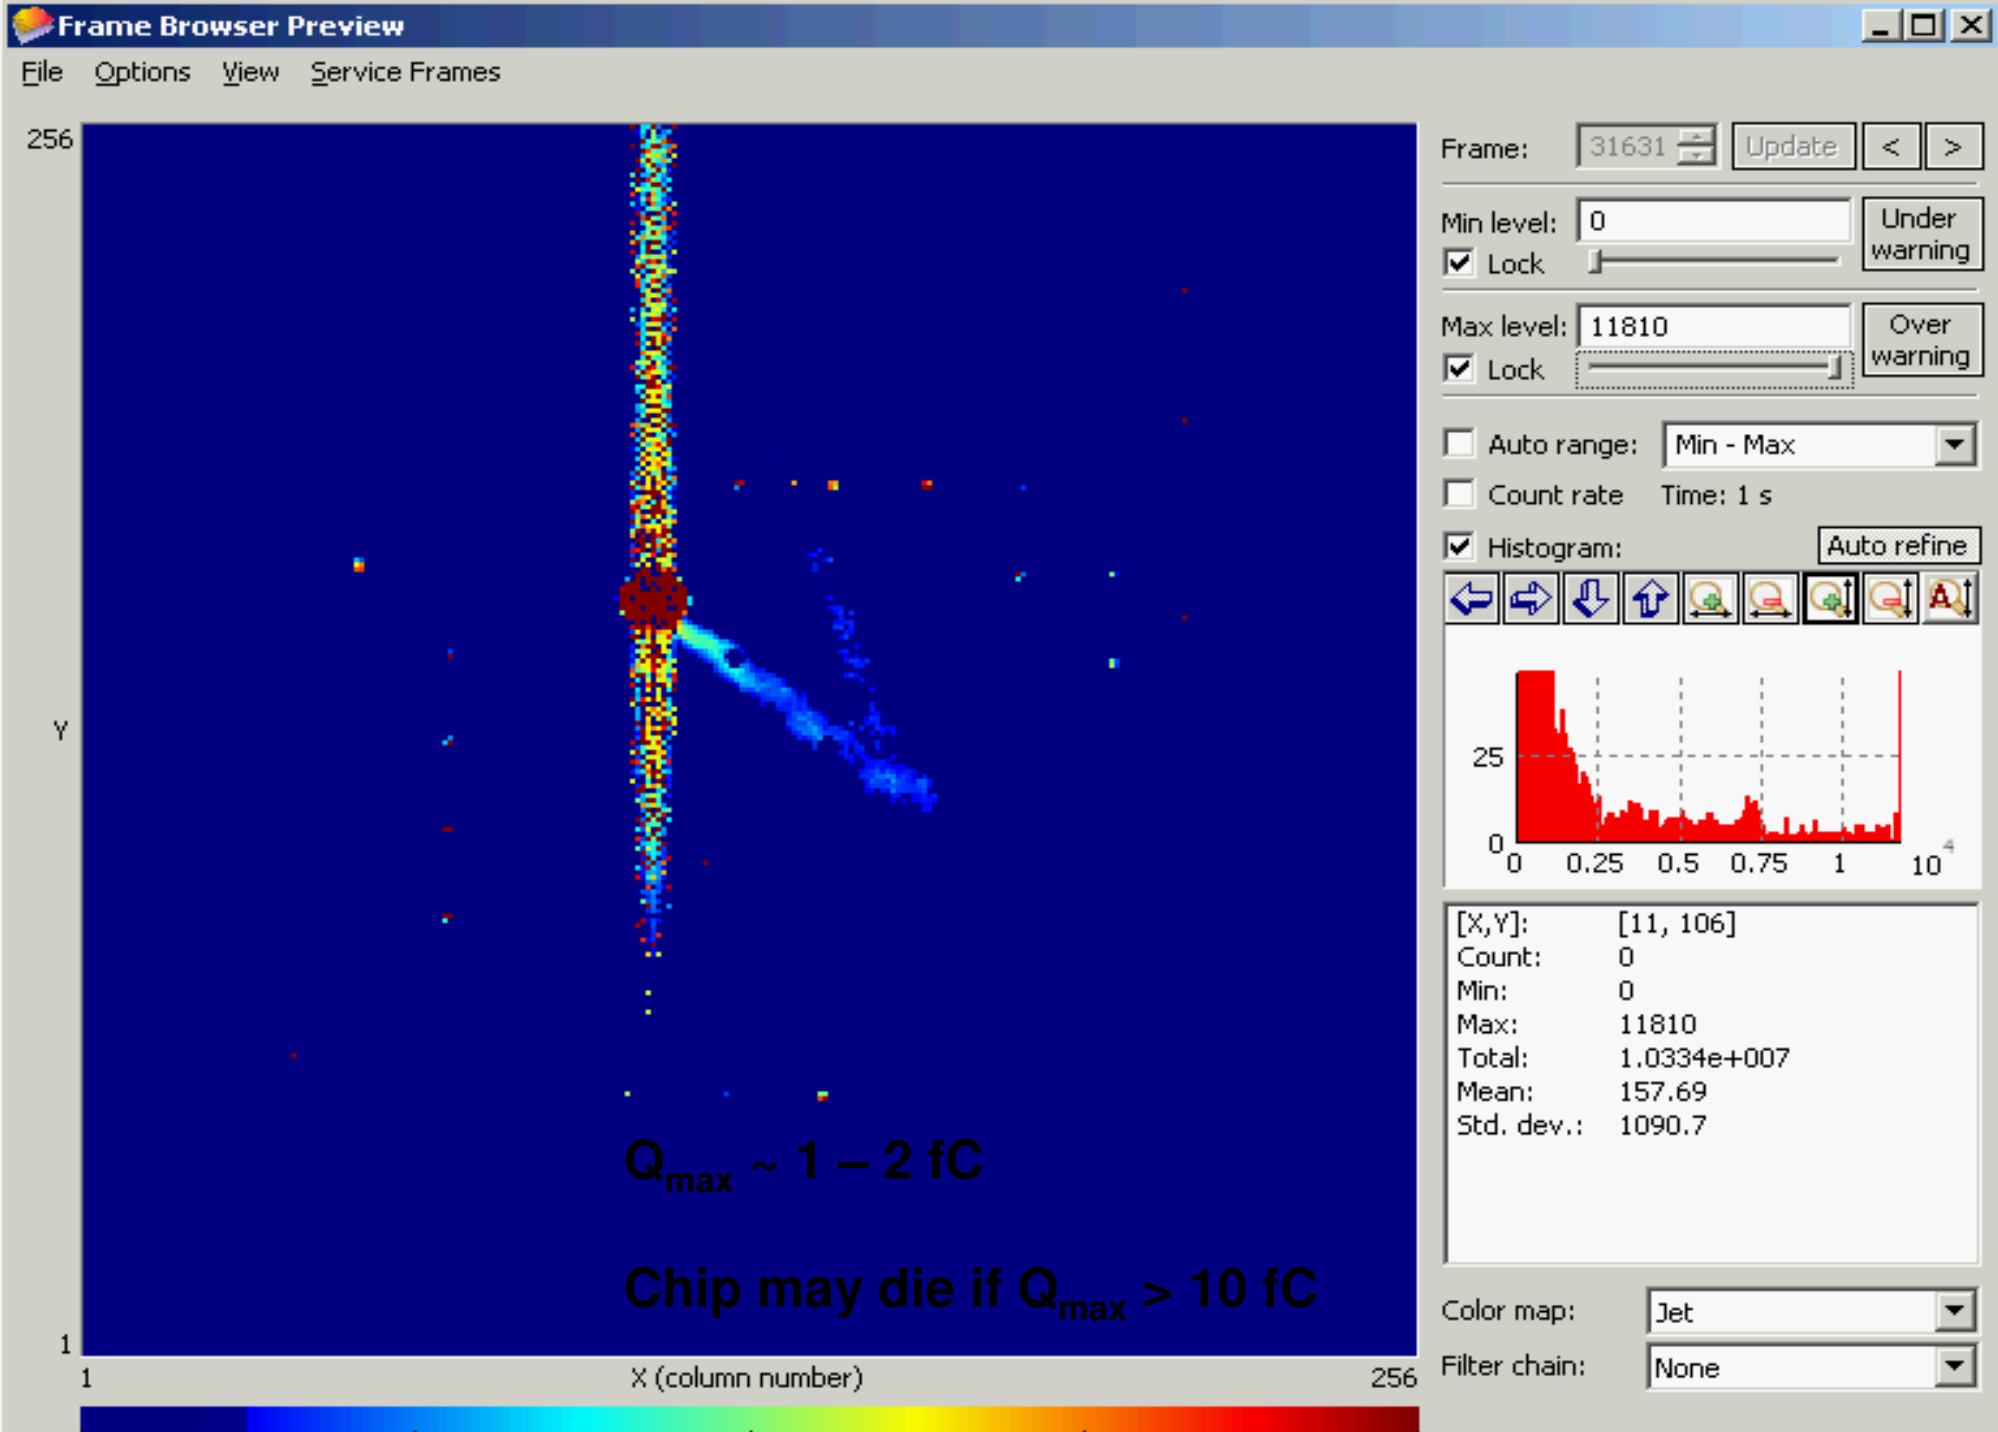 Frame Browser Preview
File Options View Service Frames
256
Y
1
1 X (column number) 256
Q_max ~ 1 – 2 fC
Chip may die if Q_max > 10 fC
Frame: 31631 Update < >
Min level: 0 Under warning
Lock
Max level: 11810 Over warning
Lock
Auto range: Min - Max
Count rate Time: 1 s
Histogram: Auto refine
A
25
0
0 0.25 0.5 0.75 1 10^4
[X,Y]: [11, 106]
Count: 0
Min: 0
Max: 11810
Total: 1.0334e+007
Mean: 157.69
Std. dev.: 1090.7
Color map: Jet
Filter chain: None